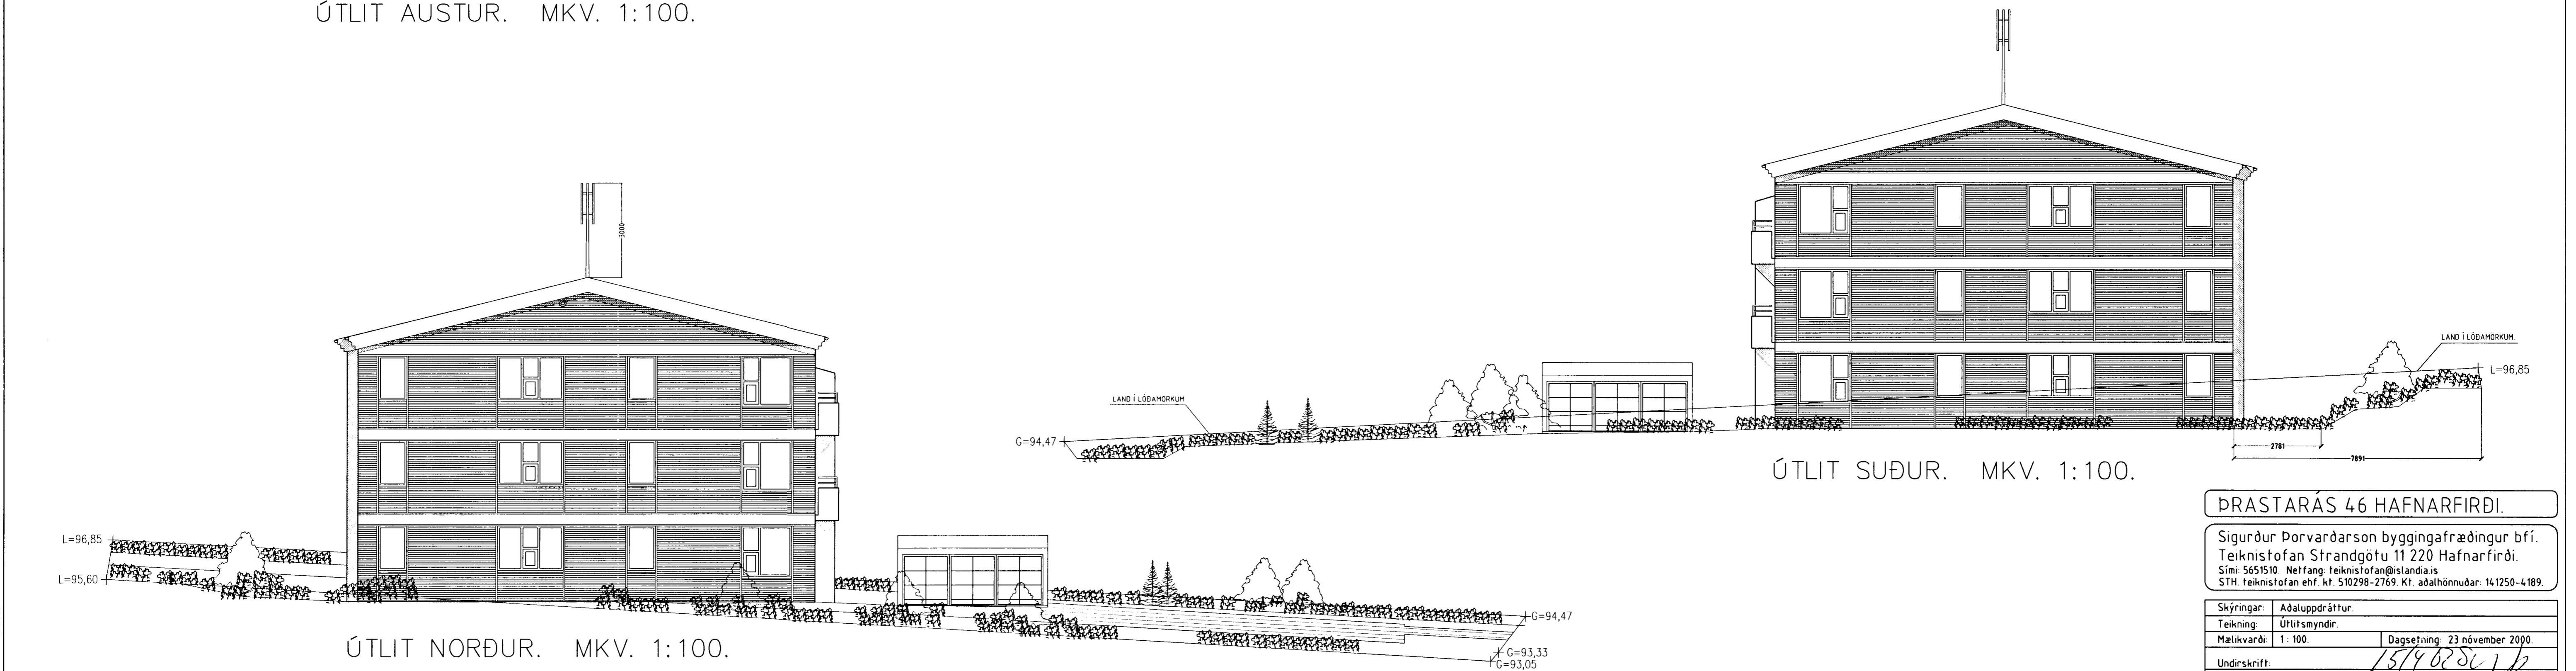 ÚTLIT AUSTUR. MKV. 1:100.
3000
LAND Í LÓÐAMÖRKUM.
L=96,85
LAND Í LÓÐAMÖRKUM
G=94,47
2781
7891
ÚTLIT SUÐUR. MKV. 1:100.
L=96,85
L=95,60
G=94,47
G=93,33
G=93,05
ÚTLIT NORÐUR. MKV. 1:100.
ÞRASTARÁS 46 HAFNARFIRÐI.
Sigurður Þorvarðarson byggingafræðingur bfí.
Teiknistofan Strandgötu 11 220 Hafnarfirði.
Sími: 5651510. Netfang: teiknistofan@islandia.is
STH. teiknistofan ehf. kt. 510298-2769. Kt. aðalhönnuðar: 141250-4189.
Skýringar: Aðaluppdráttur.
Teikning: Útlitsmyndir.
Mælikvarði: 1: 100. Dagsetning: 23 nóvember 2000.
Undirskrift: